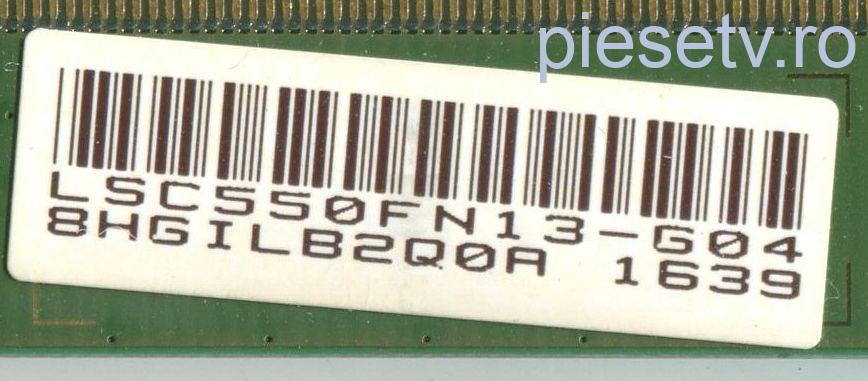 piesetv.ro
LSC550FN13-G04
8HGILB2Q0A 1639